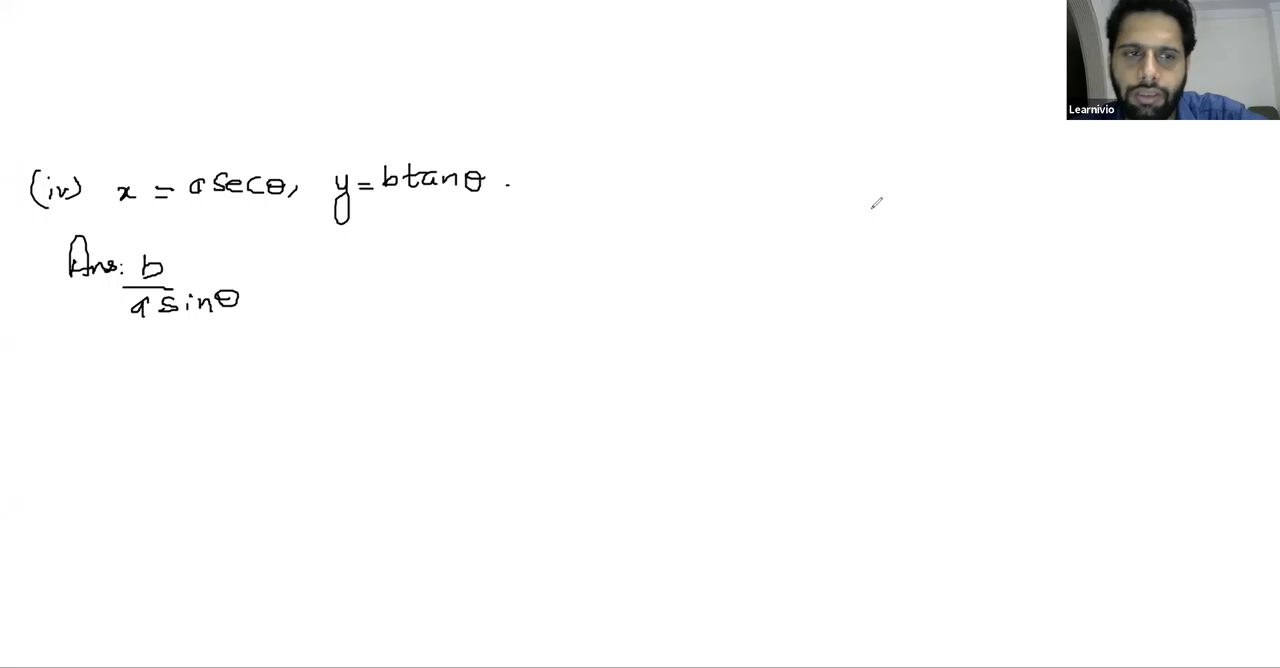 Learnivio
(iv) x = a secθ, y = b tanθ.
Ans: b
a sinθ